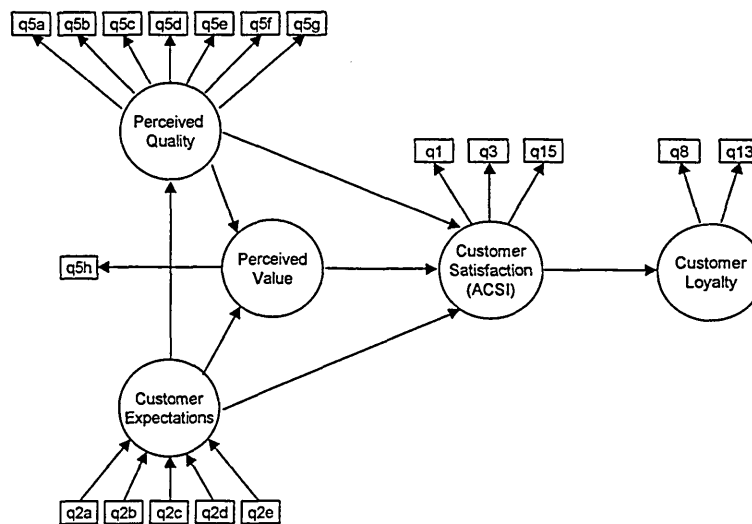 q5a q5b q5c q5d q5e q5f q5g
Perceived
Quality
q1 q3 q15
q8 q13
q5h
Perceived
Value
Customer
Satisfaction
(ACSI)
Customer
Loyalty
Customer
Expectations
q2a q2b q2c q2d q2e